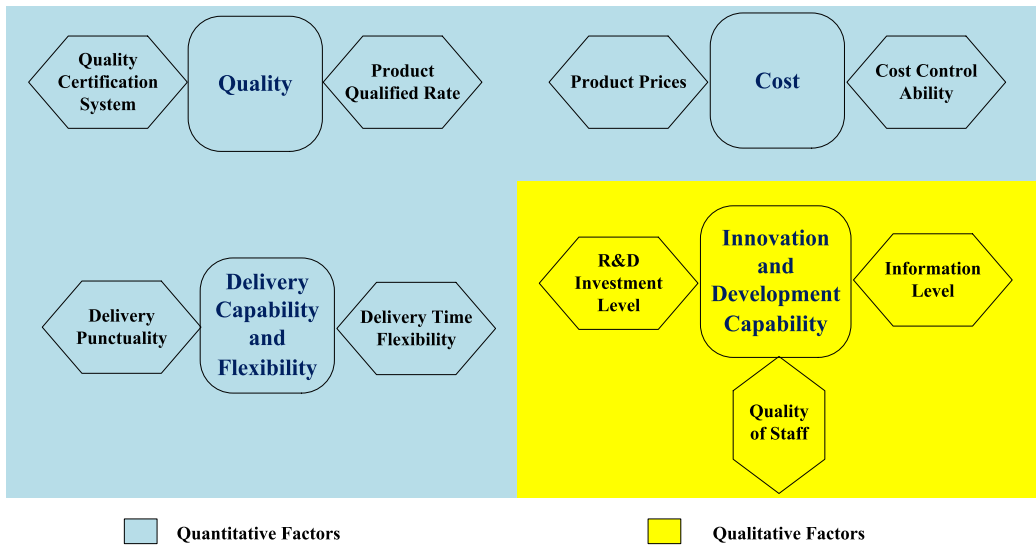 Quality
Certification
System
Quality
Product
Qualified Rate
Product Prices
Cost
Cost Control
Ability
Delivery
Punctuality
Delivery
Capability
and
Flexibility
Delivery Time
Flexibility
R&D
Investment
Level
Innovation
and
Development
Capability
Information
Level
Quality
of Staff
Quantitative Factors
Qualitative Factors